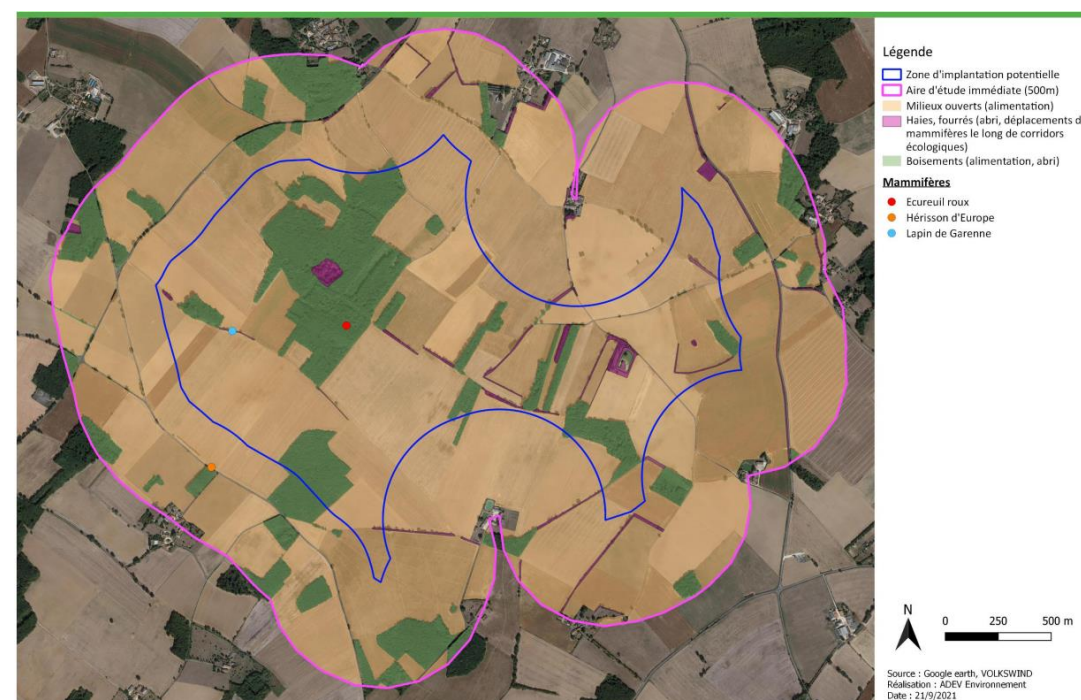 Légende
Zone d'implantation potentielle
Aire d'étude immédiate (500m)
Milieux ouverts (alimentation)
Haies, fourrés (abri, déplacements d
mammifères le long de corridors
écologiques)
Boisements (alimentation, abri)
Mammifères
Ecureuil roux
Hérisson d'Europe
Lapin de Garenne
N
0 250 500 m
Source : Google earth, VOLKSWIND
Réalisation : ADEV Environnement
Date : 21/9/2021